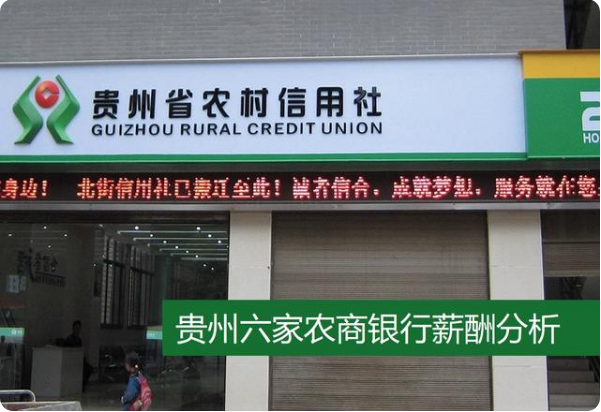 贵州省农村信用社
GUIZHOU RURAL CREDIT UNION
HO
身边! 北街信用社已搬迁至此! 诚者信合,成就梦想,服务就在您
贵州六家农商银行薪酬分析